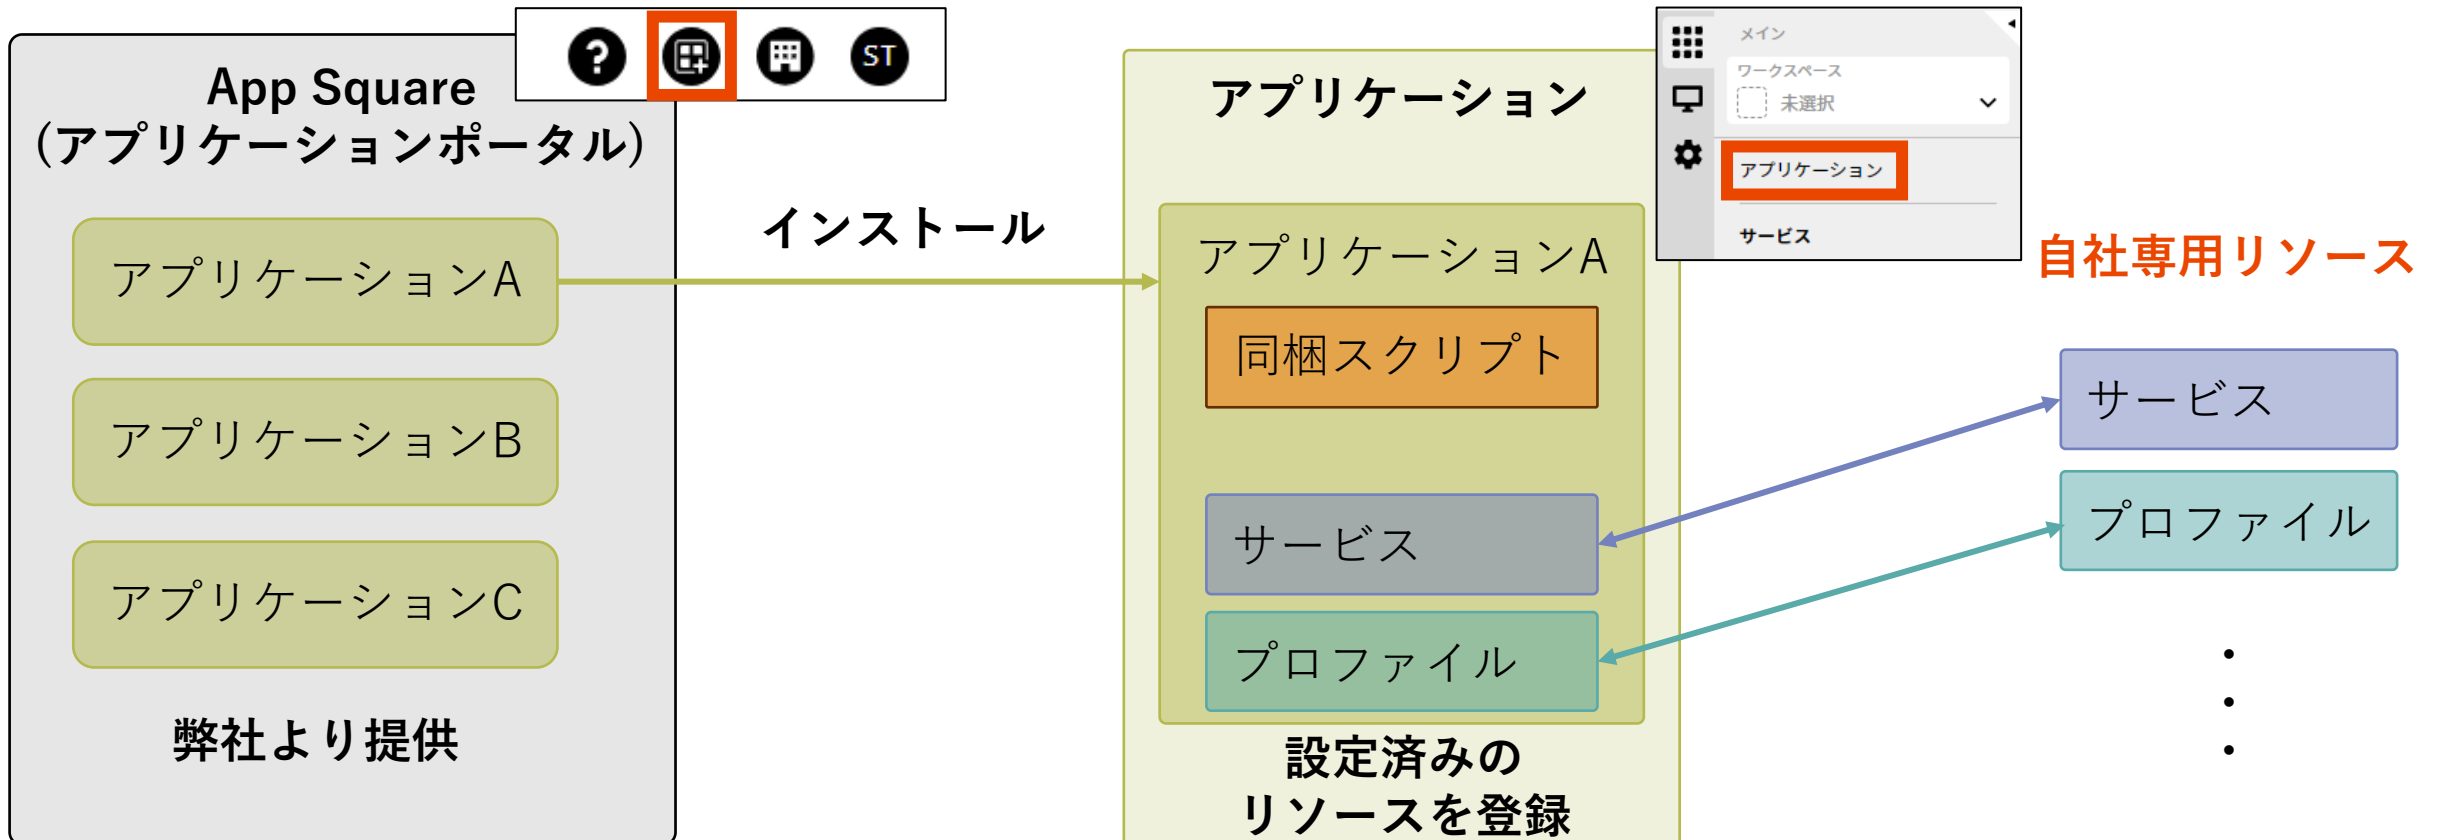 App Square
(アプリケーションポータル)
アプリケーションA
アプリケーションB
アプリケーションC
弊社より提供
?
ST
インストール
アプリケーション
アプリケーションA
同梱スクリプト
サービス
プロファイル
設定済みの
リソースを登録
メイン
ワークスペース
未選択
アプリケーション
サービス
自社専用リソース
サービス
プロファイル
・
・
・